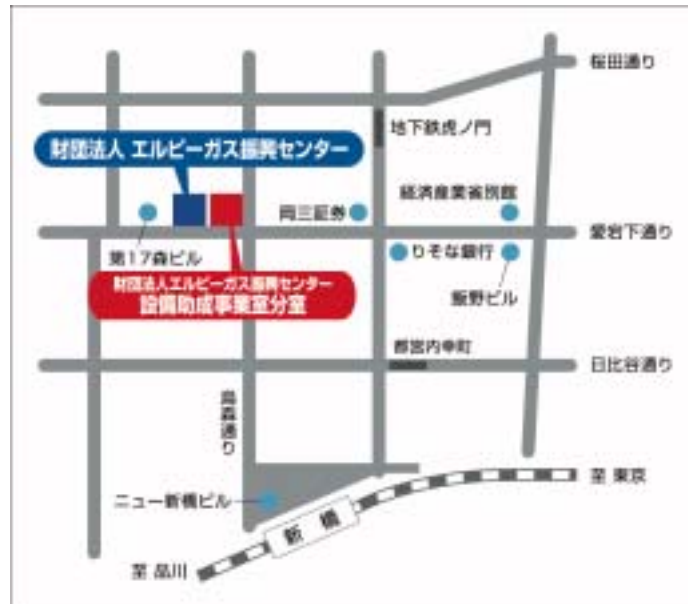 桜田通り
地下鉄虎ノ門
財団法人 エルピーガス振興センター
経済産業省別館
岡三証券
愛宕下通り
第17森ビル
りそな銀行
財団法人エルピーガス振興センター
設備助成事業室分室
飯野ビル
都営内幸町
日比谷通り
烏森通り
至 東京
ニュー新橋ビル
新橋
至 品川